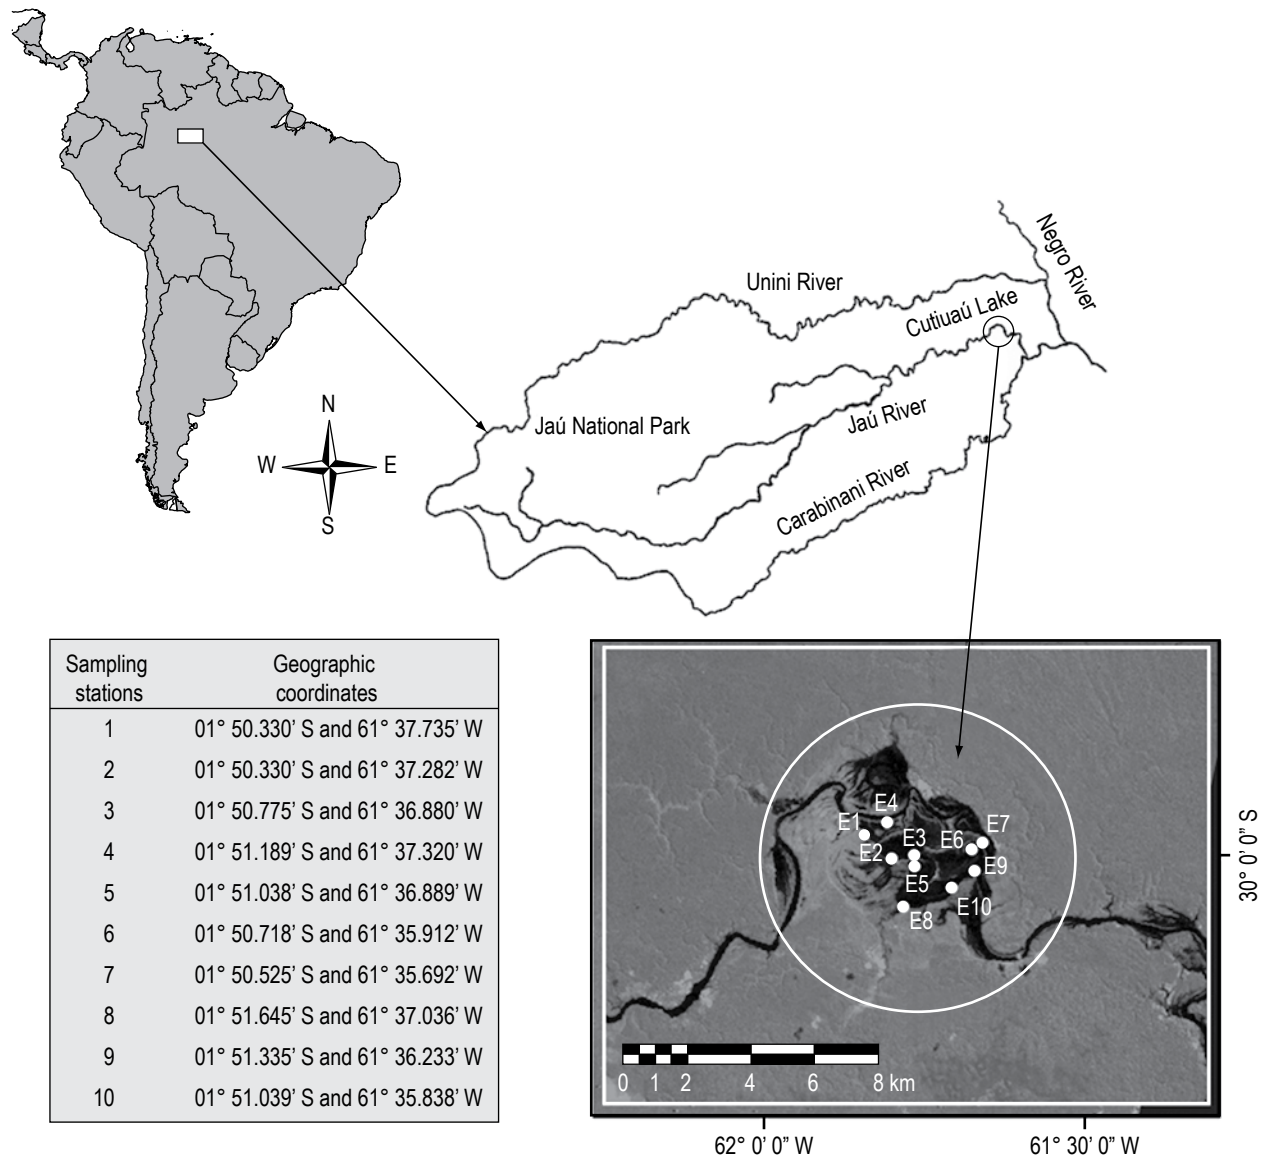 Unini River
Negro River
Cutiuaú Lake
Jaú National Park
Jaú River
Carabinani River
N
W E
S
Sampling stations Geographic coordinates
1 01° 50.330’ S and 61° 37.735’ W
2 01° 50.330’ S and 61° 37.282’ W
3 01° 50.775’ S and 61° 36.880’ W
4 01° 51.189’ S and 61° 37.320’ W
5 01° 51.038’ S and 61° 36.889’ W
6 01° 50.718’ S and 61° 35.912’ W
7 01° 50.525’ S and 61° 35.692’ W
8 01° 51.645’ S and 61° 37.036’ W
9 01° 51.335’ S and 61° 36.233’ W
10 01° 51.039’ S and 61° 35.838’ W
E4
E1
E7
E3
E6
E2
E9
E5
E10
E8
0 1 2 4 6 8 km
30° 0’ 0” S
62° 0’ 0” W
61° 30’ 0” W